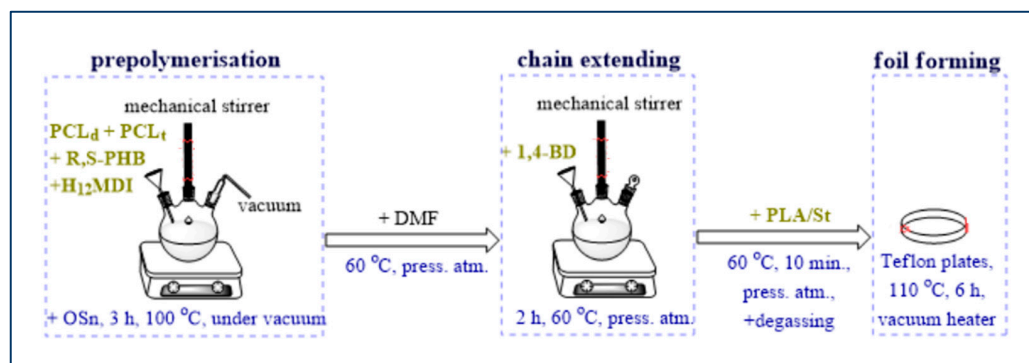 prepolymerisation
mechanical stirrer
PCLd + PCLt
+ R,S-PHB
+H12MDI
vacuum
+ OSn, 3 h, 100 °C, under vacuum
+ DMF
60 °C, press. atm.
chain extending
mechanical stirrer
+ 1,4-BD
2 h, 60 °C, press. atm.
+ PLA/St
60 °C, 10 min.,
press. atm.,
+degassing
foil forming
Teflon plates,
110 °C, 6 h,
vacuum heater